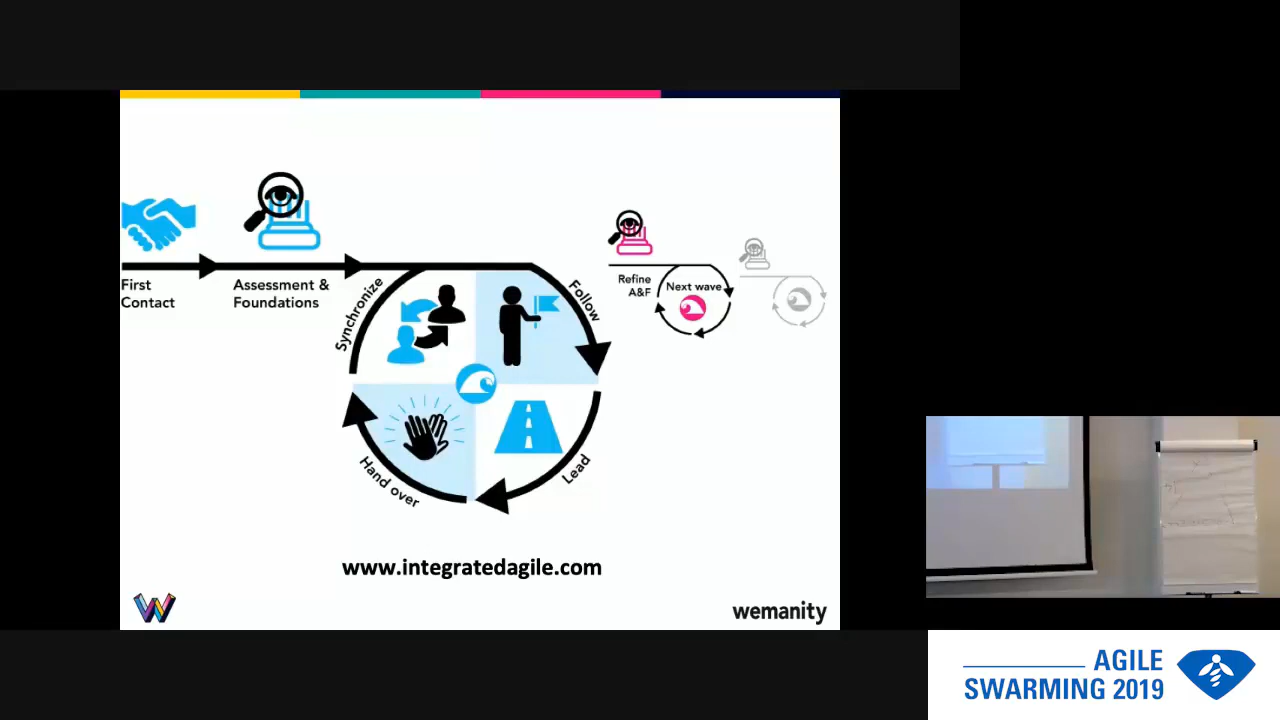 First
Contact
Assessment &
Foundations
Synchronize
Follow
Lead
Hand over
Refine
A&F
Next wave
www.integratedagile.com
wemanity
AGILE
SWARMING 2019